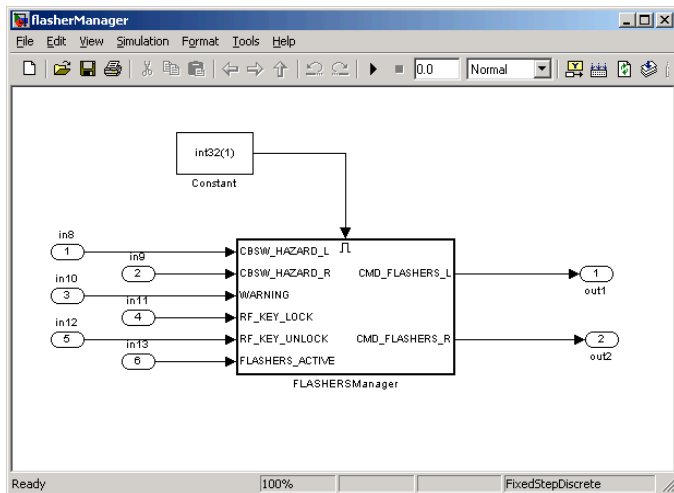 flasherManager
File Edit View Simulation Format Tools Help
0.0 Normal
int32(1)
Constant
in8
1
in9
2
in10
3
in11
4
in12
5
in13
6
CBSW_HAZARD_L
CBSW_HAZARD_R
WARNING
RF_KEY_LOCK
RF_KEY_UNLOCK
FLASHERS_ACTIVE
CMD_FLASHERS_L
CMD_FLASHERS_R
FLASHERSManager
1
out1
2
out2
Ready 100% FixedStepDiscrete